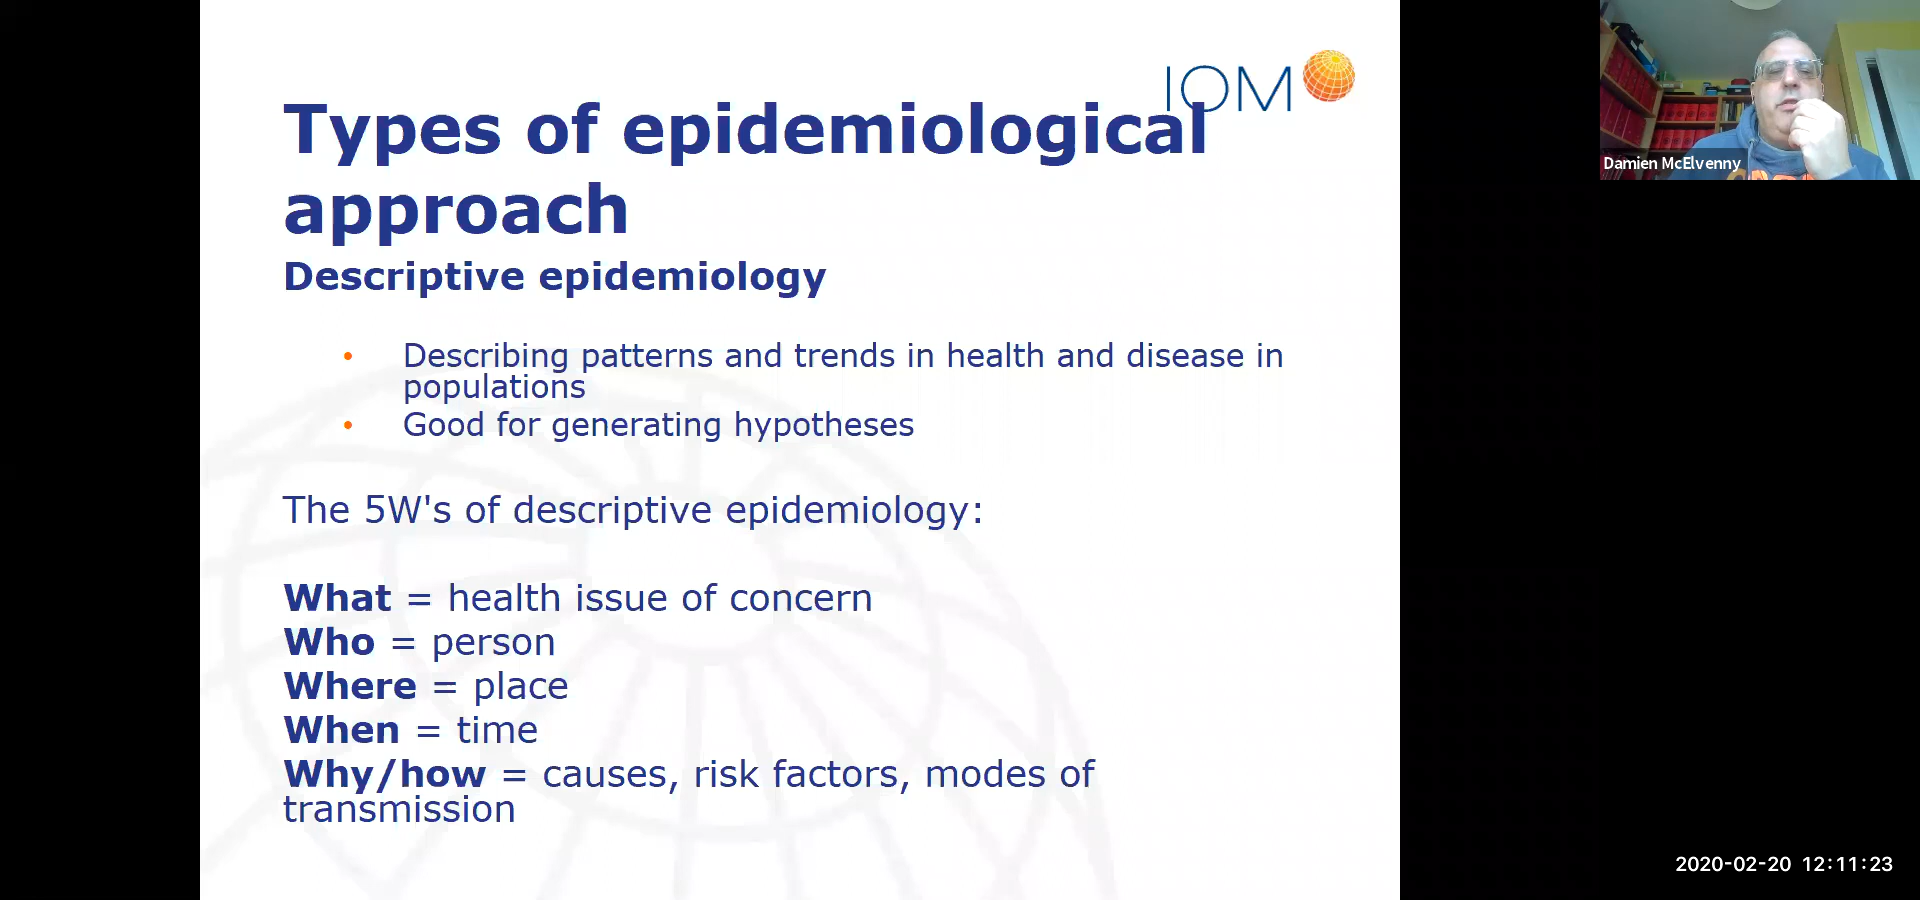 IOM
Types of epidemiological
approach
Descriptive epidemiology
• Describing patterns and trends in health and disease in
populations
• Good for generating hypotheses
The 5W's of descriptive epidemiology:
What = health issue of concern
Who = person
Where = place
When = time
Why/how = causes, risk factors, modes of
transmission
Damien McElvenny
2020-02-20 12:11:23